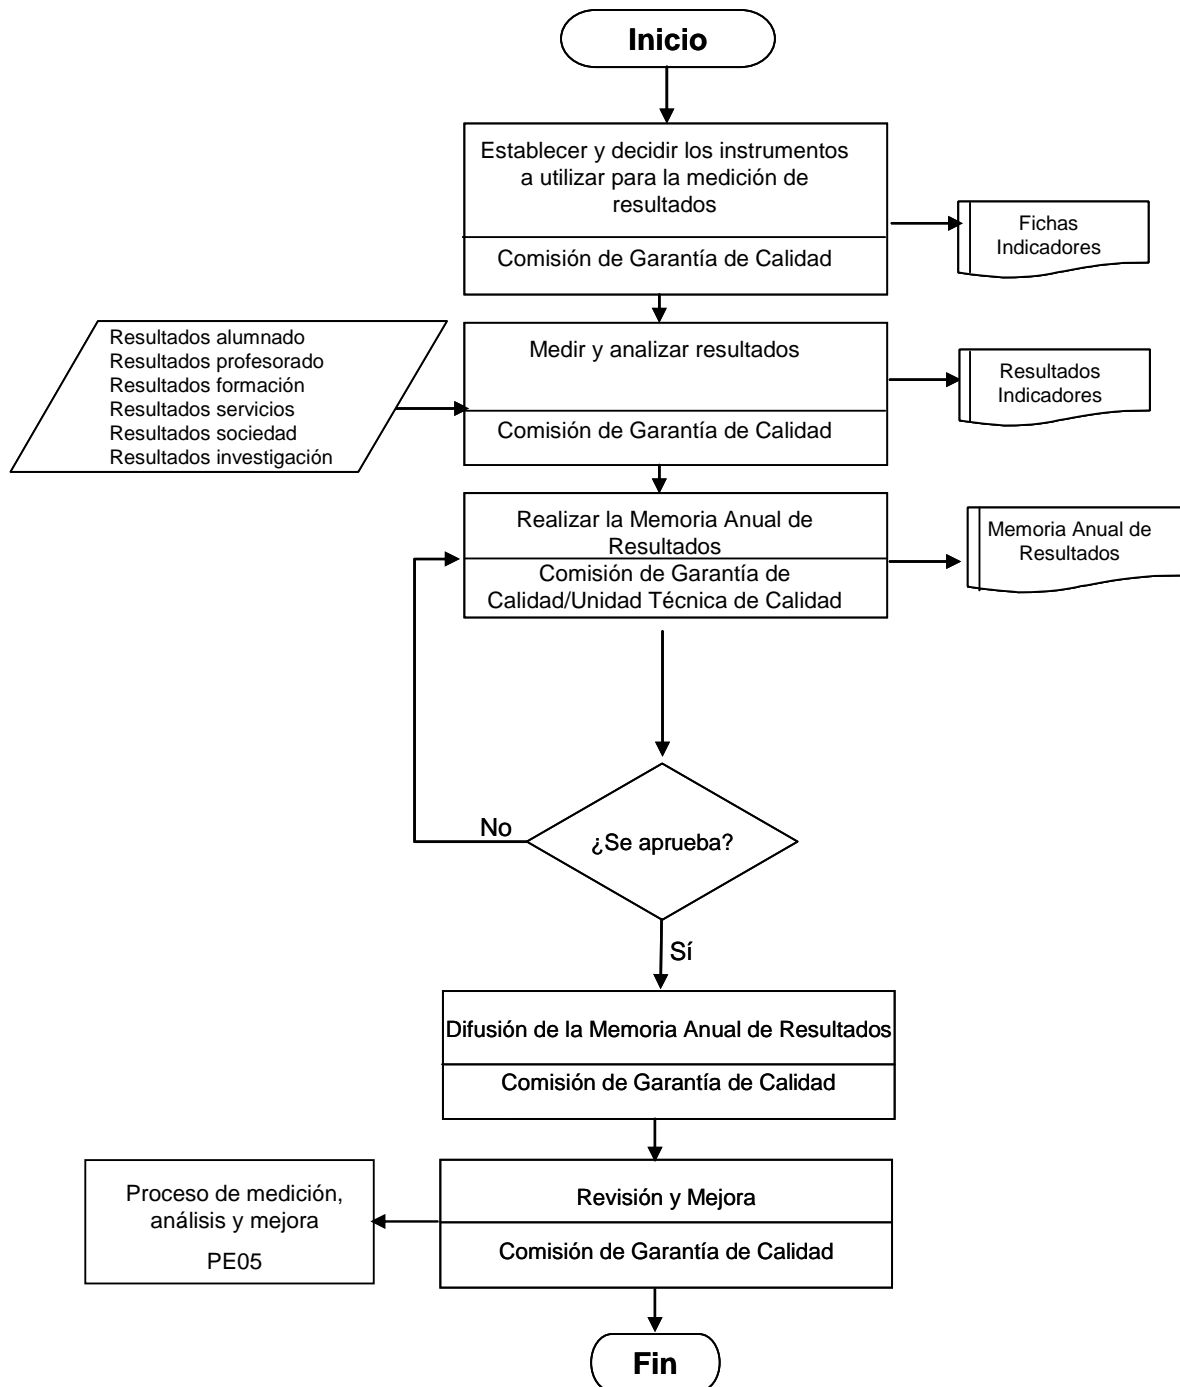 Inicio
Establecer y decidir los instrumentos
a utilizar para la medición de
resultados
Comisión de Garantía de Calidad
Fichas
Indicadores
Resultados alumnado
Resultados profesorado
Resultados formación
Resultados servicios
Resultados sociedad
Resultados investigación
Medir y analizar resultados
Comisión de Garantía de Calidad
Resultados
Indicadores
Realizar la Memoria Anual de
Resultados
Comisión de Garantía de
Calidad/Unidad Técnica de Calidad
Memoria Anual de
Resultados
¿Se aprueba?
No
Sí
Difusión de la Memoria Anual de Resultados
Comisión de Garantía de Calidad
Revisión y Mejora
Comisión de Garantía de Calidad
Proceso de medición,
análisis y mejora
PE05
Fin